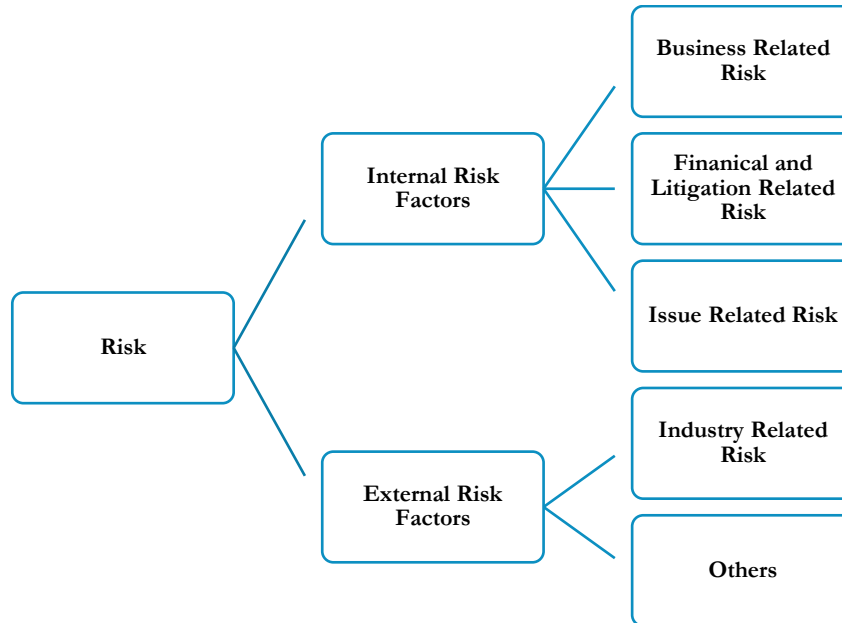 Business Related
Risk
Internal Risk
Factors
Finanical and
Litigation Related
Risk
Issue Related Risk
Risk
Industry Related
Risk
External Risk
Factors
Others